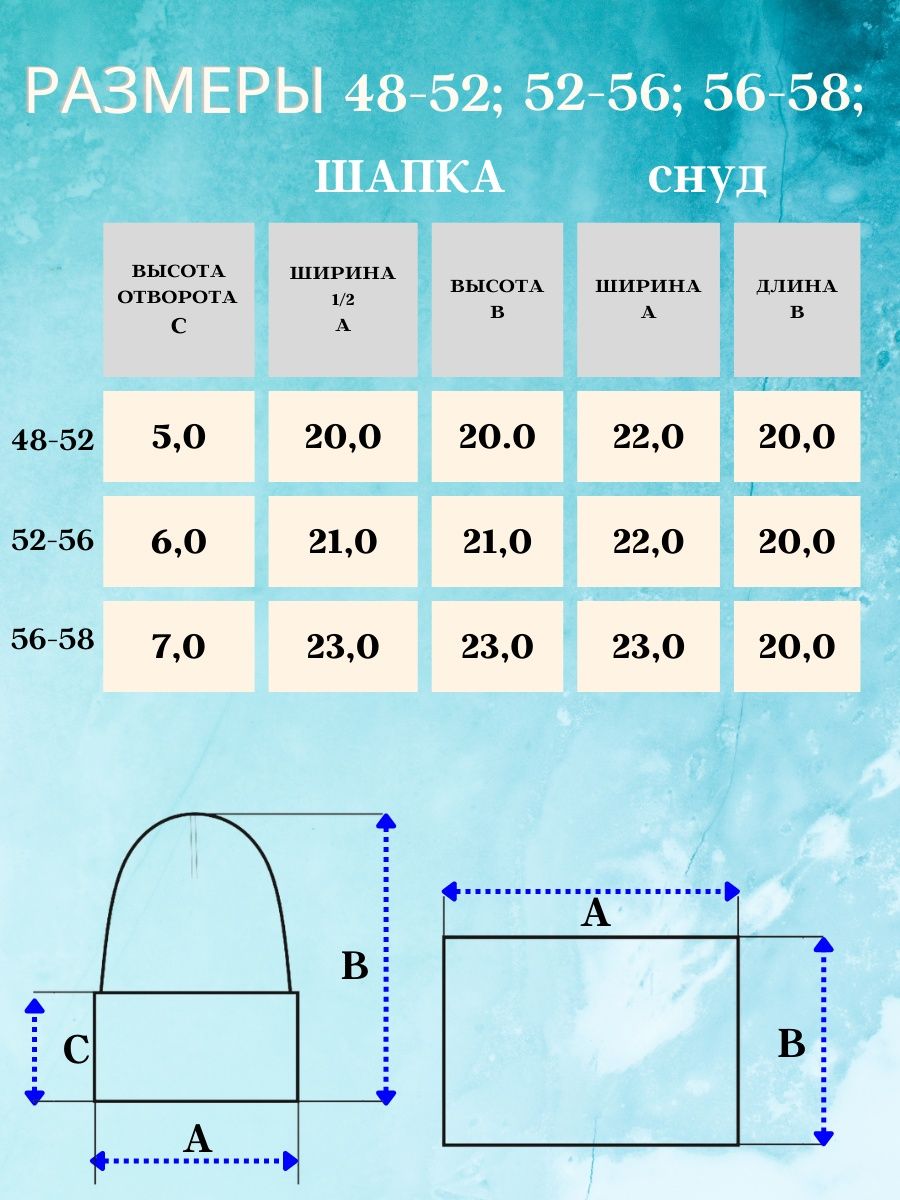 РАЗМЕРЫ 48-52; 52-56; 56-58;
ШАПКА снуд
ВЫСОТА
ОТВОРОТА
С
ШИРИНА
1/2
А
ВЫСОТА
В
ШИРИНА
А
ДЛИНА
В
48-52 5,0 20,0 20.0 22,0 20,0
52-56 6,0 21,0 21,0 22,0 20,0
56-58 7,0 23,0 23,0 23,0 20,0
В
С
А
А
В